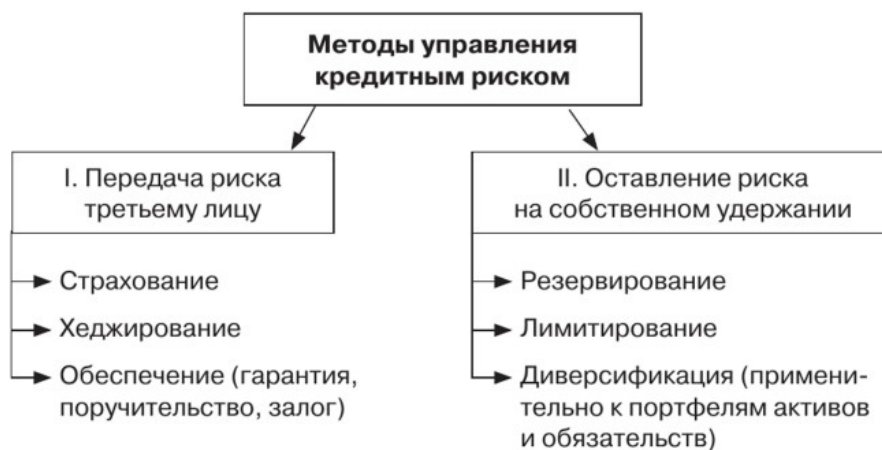 Методы управления
кредитным риском
I. Передача риска
третьему лицу
Страхование
Хеджирование
Обеспечение (гарантия,
поручительство, залог)
II. Оставление риска
на собственном удержании
Резервирование
Лимитирование
Диверсификация (примени-
тельно к портфелям активов
и обязательств)